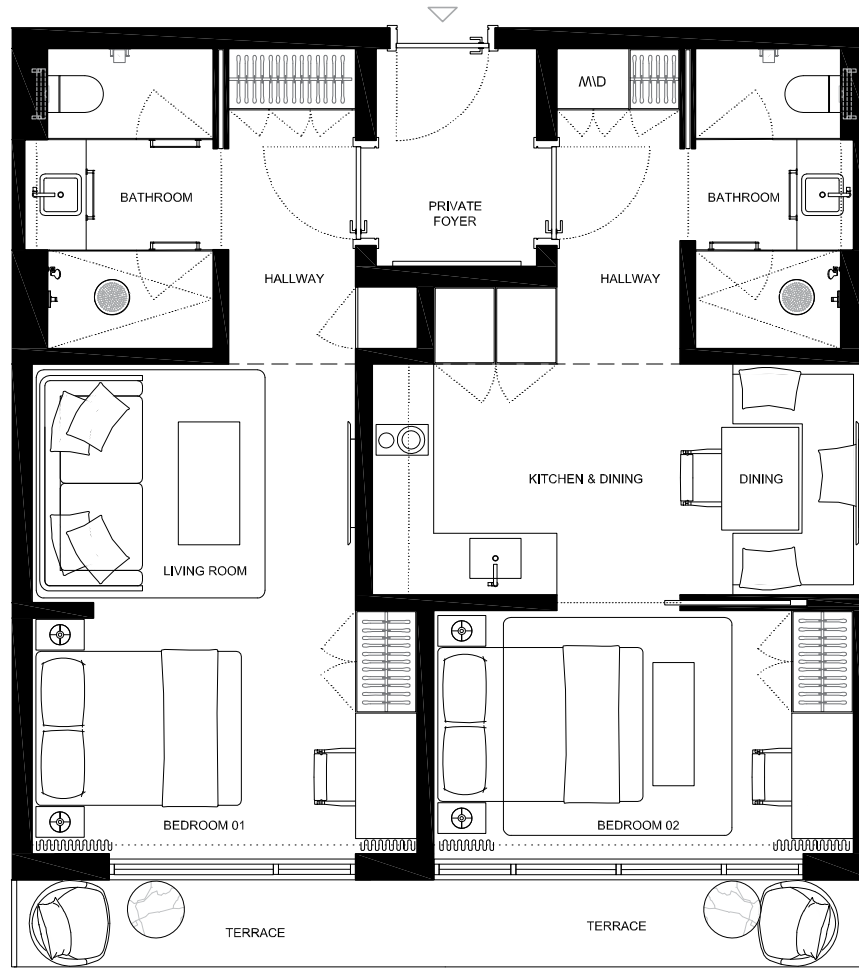 M\D
BATHROOM
BATHROOM
PRIVATE
FOYER
HALLWAY
HALLWAY
KITCHEN & DINING
DINING
LIVING ROOM
BEDROOM 01
BEDROOM 02
TERRACE
TERRACE